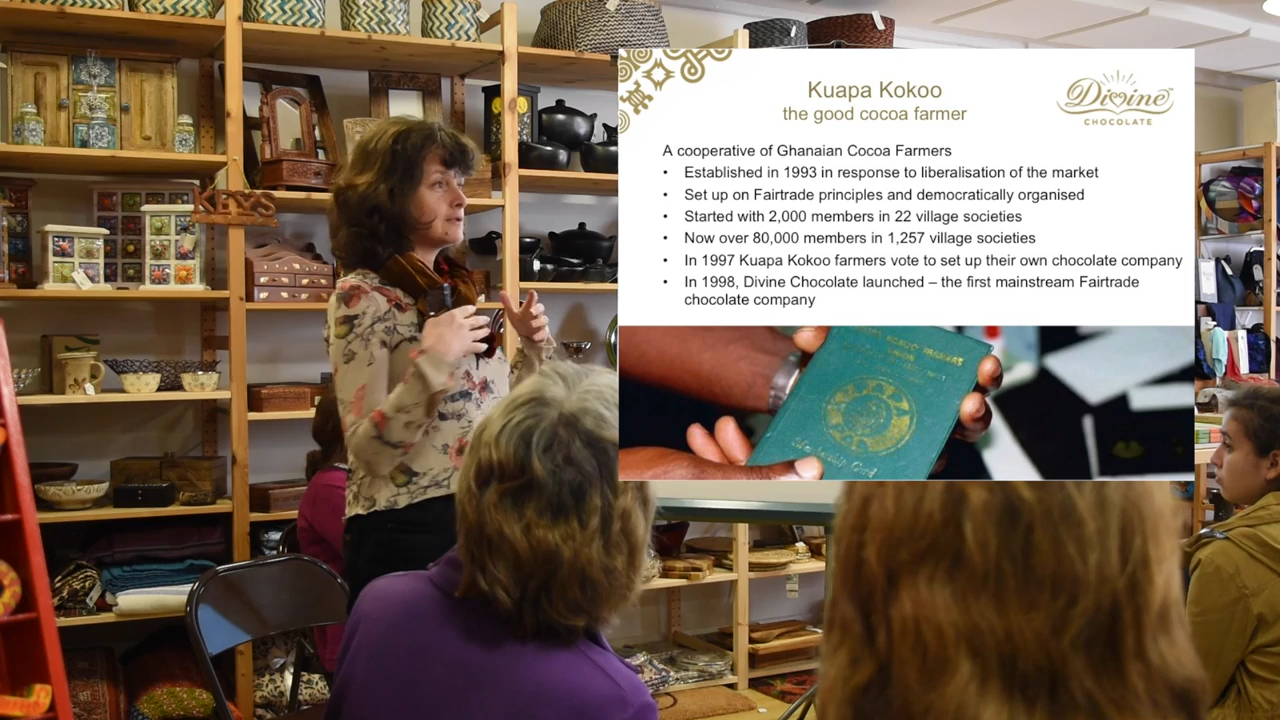 KEYS
Kuapa Kokoo
the good cocoa farmer
Divine
CHOCOLATE
A cooperative of Ghanaian Cocoa Farmers
• Established in 1993 in response to liberalisation of the market
• Set up on Fairtrade principles and democratically organised
• Started with 2,000 members in 22 village societies
• Now over 80,000 members in 1,257 village societies
• In 1997 Kuapa Kokoo farmers vote to set up their own chocolate company
• In 1998, Divine Chocolate launched – the first mainstream Fairtrade
chocolate company
FARMERS
UNION